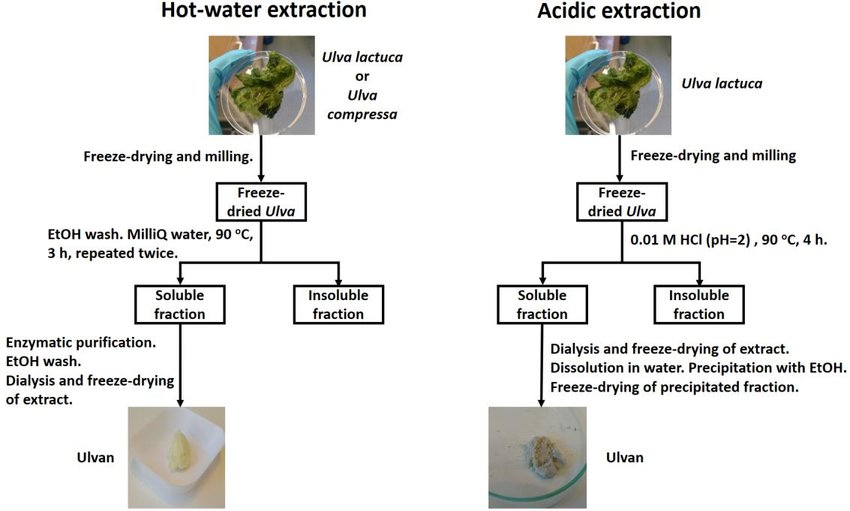 Hot-water extraction
Ulva lactuca
or
Ulva
compressa
Freeze-drying and milling.
Freeze-
dried Ulva
EtOH wash. MilliQ water, 90 °C,
3 h, repeated twice.
Soluble
fraction
Insoluble
fraction
Enzymatic purification.
EtOH wash.
Dialysis and freeze-drying
of extract.
Ulvan
Acidic extraction
Ulva lactuca
Freeze-drying and milling
Freeze-
dried Ulva
0.01 M HCl (pH=2) , 90 °C, 4 h.
Soluble
fraction
Insoluble
fraction
Dialysis and freeze-drying of extract.
Dissolution in water. Precipitation with EtOH.
Freeze-drying of precipitated fraction.
Ulvan